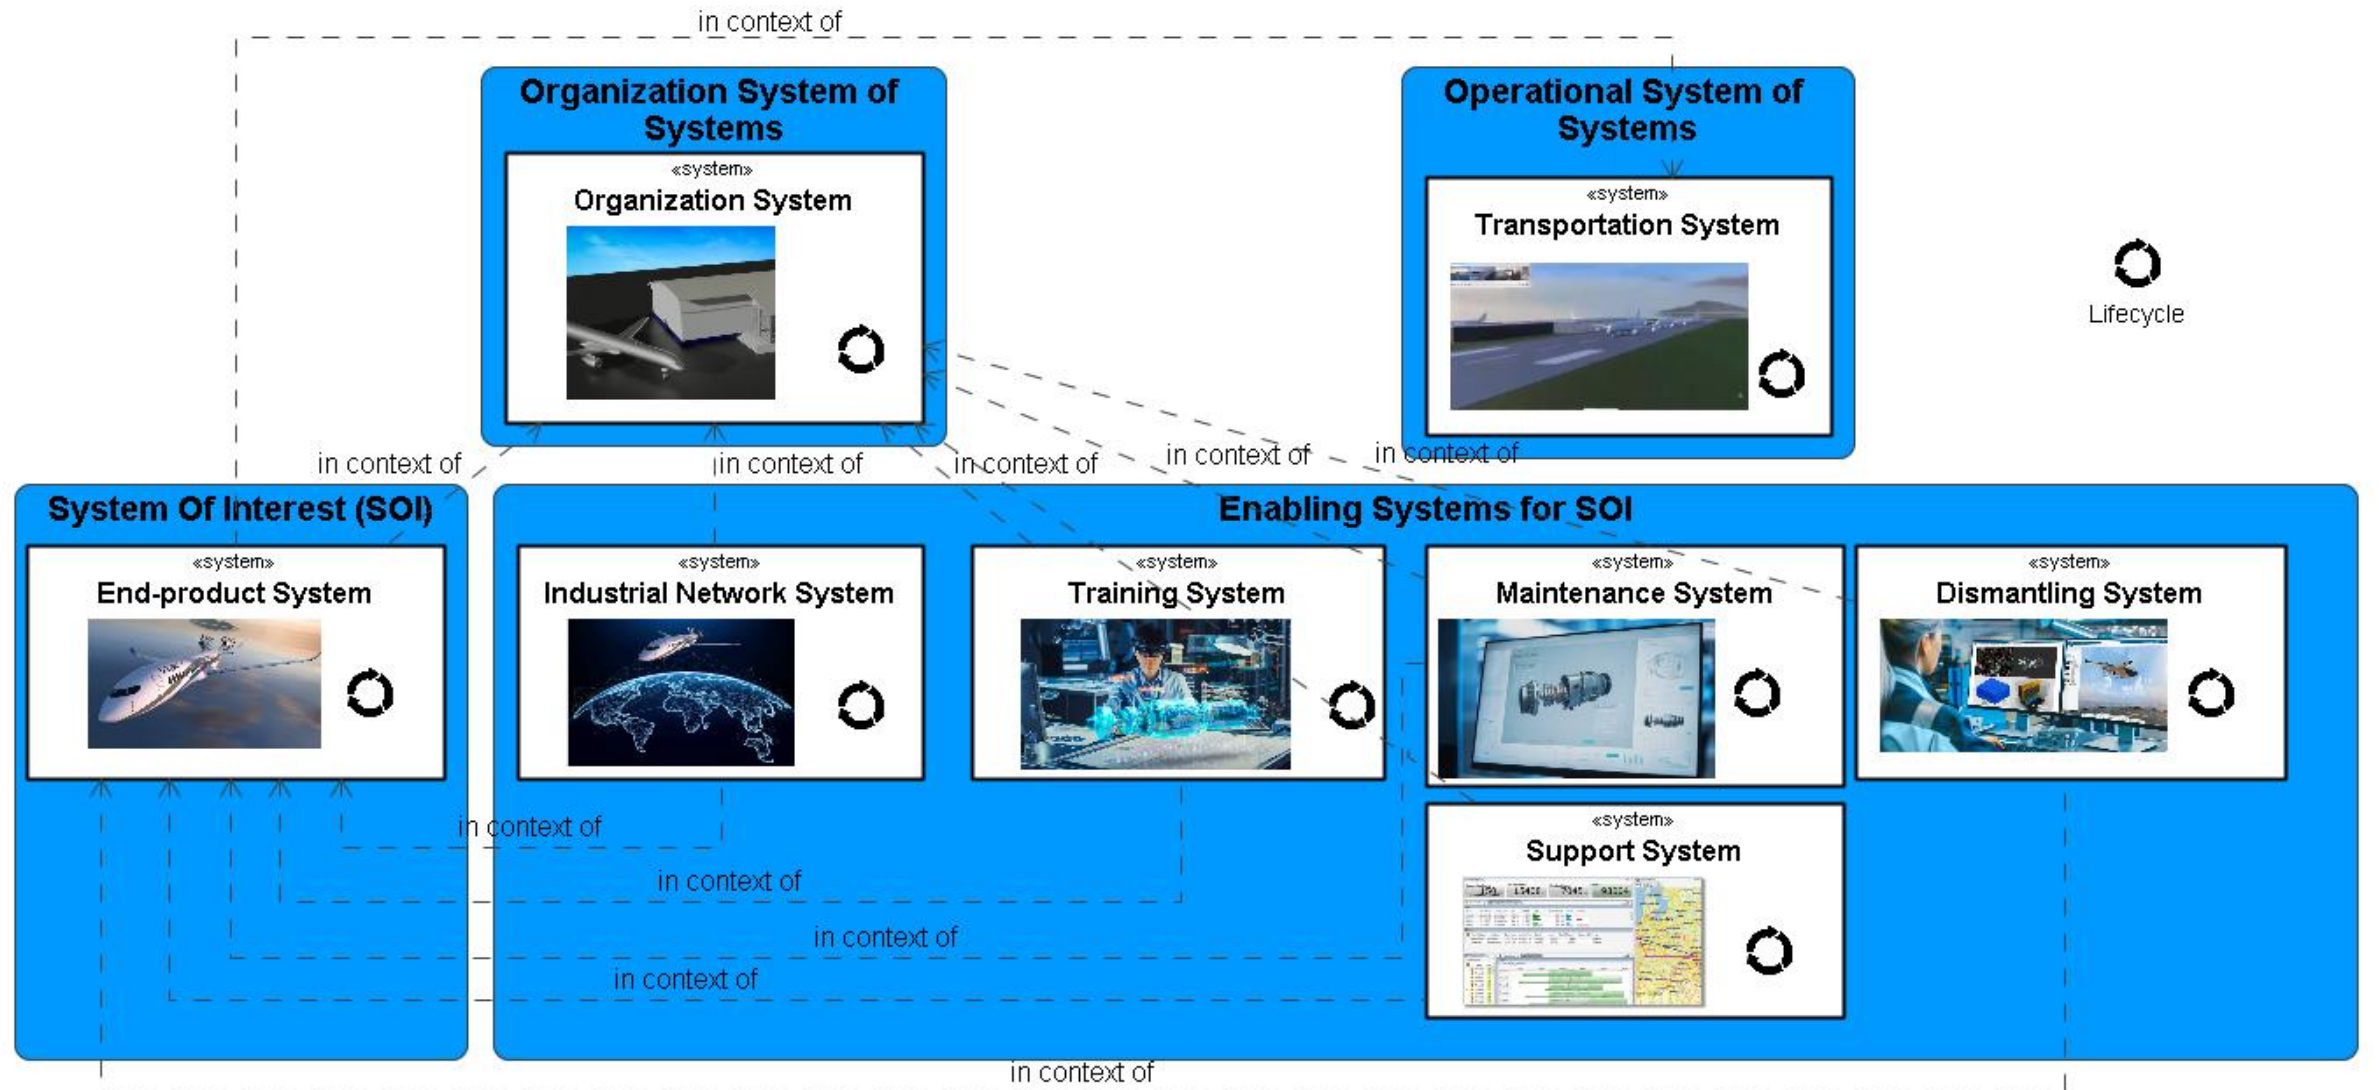 in context of
Organization System of
Systems
«system»
Organization System
Operational System of
Systems
«system»
Transportation System
Lifecycle
in context of
in context of
in context of
in context of
in context of
System Of Interest (SOI)
«system»
End-product System
Enabling Systems for SOI
«system»
Industrial Network System
«system»
Training System
«system»
Maintenance System
«system»
Dismantling System
«system»
Support System
in context of
in context of
in context of
in context of
in context of